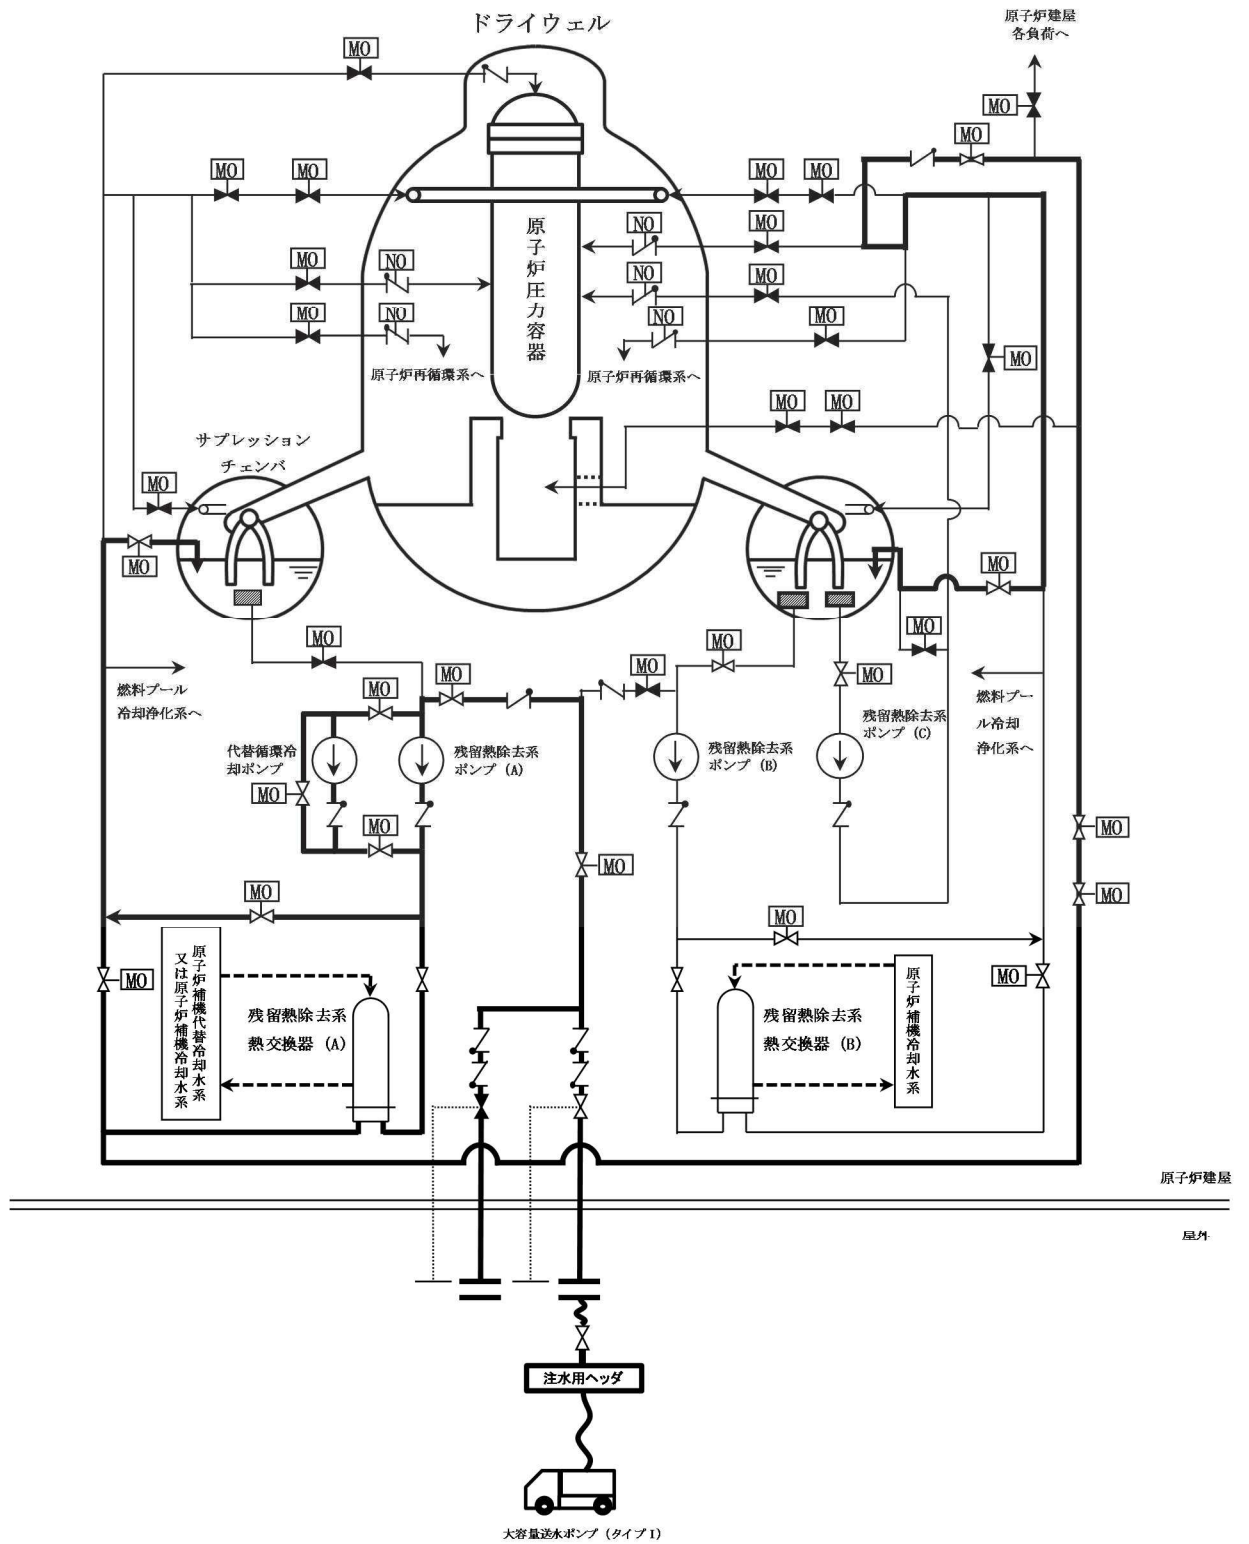 ドライウェル
原子炉建屋
各負荷へ
MO
MO
MO
MO
MO
MO
MO
NO
MO
原子炉圧力容器
MO
NO
NO
MO
MO
NO
NO
MO
MO
原子炉再循環系へ
原子炉再循環系へ
MO
MO
サプレッション
チェンバ
MO
MO
MO
MO
MO
MO
MO
MO
MO
MO
燃料プール
冷却浄化系へ
燃料プー
ル冷却
浄化系へ
代替循環冷
却ポンプ
残留熱除去系
ポンプ(A)
残留熱除去系
ポンプ(B)
残留熱除去系
ポンプ(C)
MO
MO
MO
MO
MO
MO
MO
MO
MO
原子炉補機代替冷却水系
又は原子炉補機冷却水系
残留熱除去系
熱交換器(A)
残留熱除去系
熱交換器(B)
原子炉補機冷却水系
原子炉建屋
屋外
注水用ヘッダ
大容量送水ポンプ(タイプⅠ)